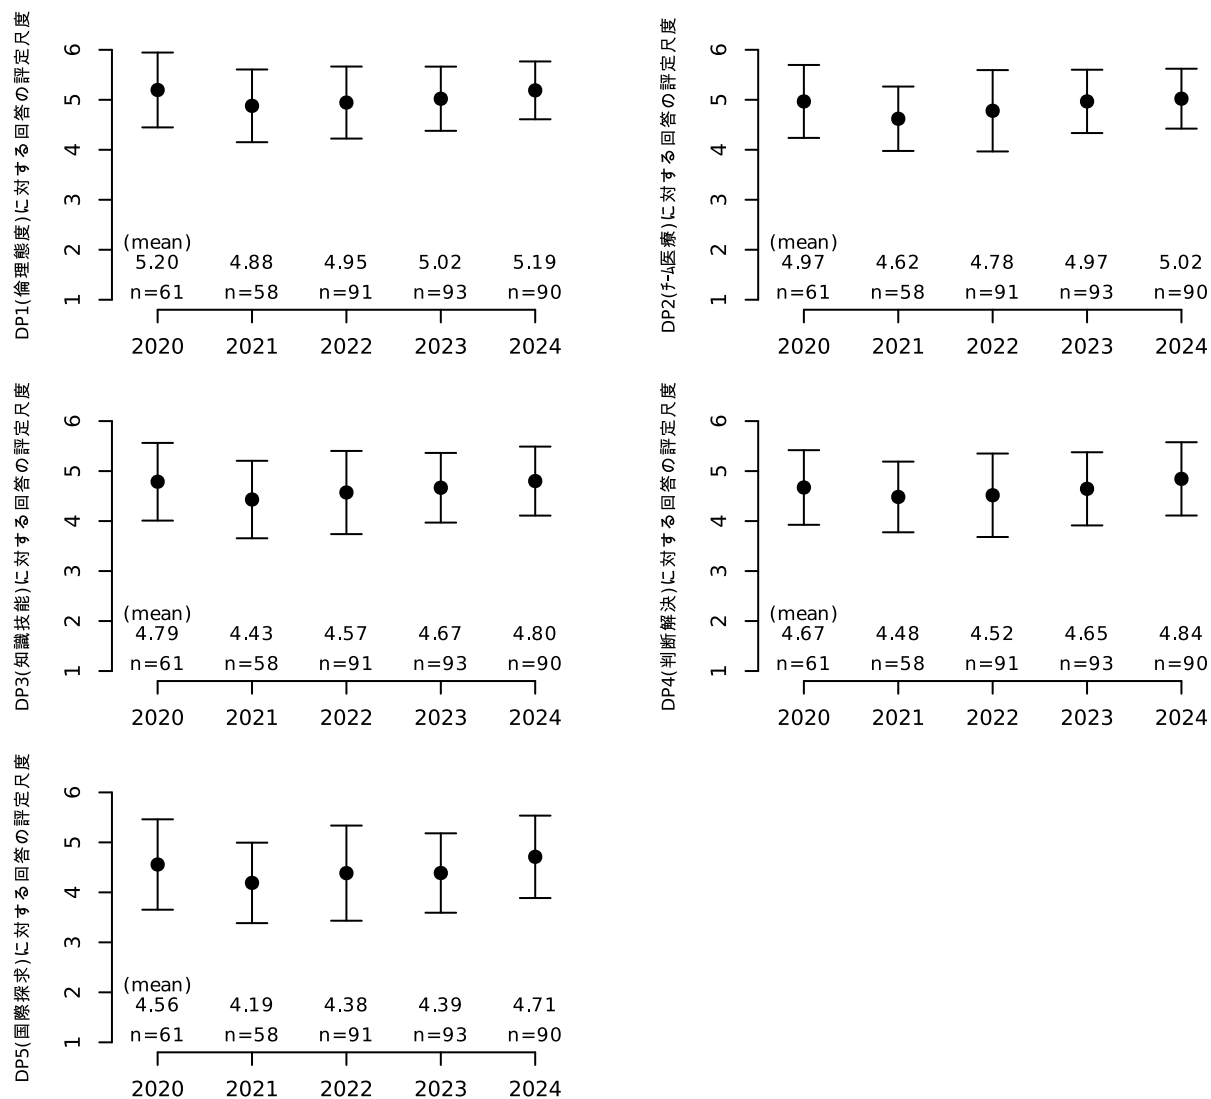 DP1(倫理態度)に対する回答の評定尺度
6
5
4
3
2
1
(mean)
5.20 4.88 4.95 5.02 5.19
n=61 n=58 n=91 n=93 n=90
2020 2021 2022 2023 2024
DP2(ﾁｰﾑ医療)に対する回答の評定尺度
6
5
4
3
2
1
(mean)
4.97 4.62 4.78 4.97 5.02
n=61 n=58 n=91 n=93 n=90
2020 2021 2022 2023 2024
DP3(知識技能)に対する回答の評定尺度
6
5
4
3
2
1
(mean)
4.79 4.43 4.57 4.67 4.80
n=61 n=58 n=91 n=93 n=90
2020 2021 2022 2023 2024
DP4(判断解決)に対する回答の評定尺度
6
5
4
3
2
1
(mean)
4.67 4.48 4.52 4.65 4.84
n=61 n=58 n=91 n=93 n=90
2020 2021 2022 2023 2024
DP5(国際探求)に対する回答の評定尺度
6
5
4
3
2
1
(mean)
4.56 4.19 4.38 4.39 4.71
n=61 n=58 n=91 n=93 n=90
2020 2021 2022 2023 2024